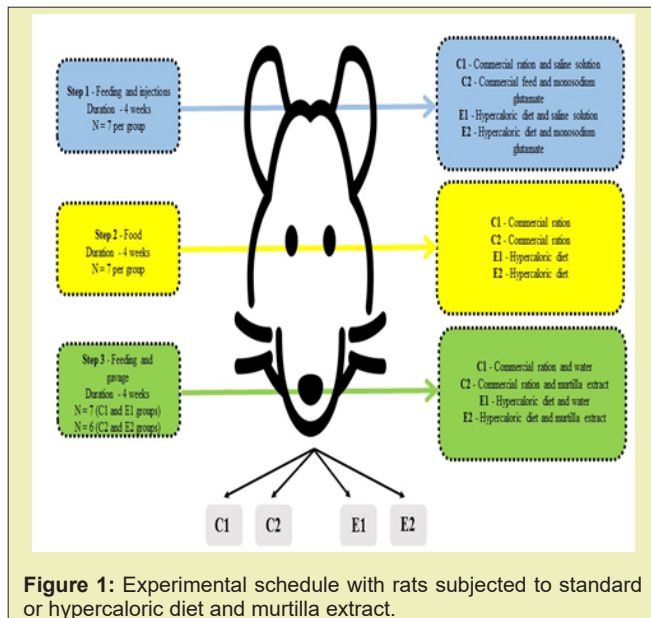 Step 1 - Feeding and injections
Duration - 4 weeks
N = 7 per group
C1 - Commercial ration and saline solution
C2 - Commercial feed and monosodium
glutamate
E1 - Hypercaloric diet and saline solution
E2 - Hypercaloric diet and monosodium
glutamate
Step 2 - Food
Duration - 4 weeks
N = 7 per group
C1 - Commercial ration
C2 - Commercial ration
E1 - Hypercaloric diet
E2 - Hypercaloric diet
Step 3 - Feeding and
gavage
Duration - 4 weeks
N = 7 (C1 and E1 groups)
N = 6 (C2 and E2 groups)
C1 - Commercial ration and water
C2 - Commercial ration and murtilla extract
E1 - Hypercaloric diet and water
E2 - Hypercaloric diet and murtilla extract
C1 C2 E1 E2
Figure 1: Experimental schedule with rats subjected to standard
or hypercaloric diet and murtilla extract.